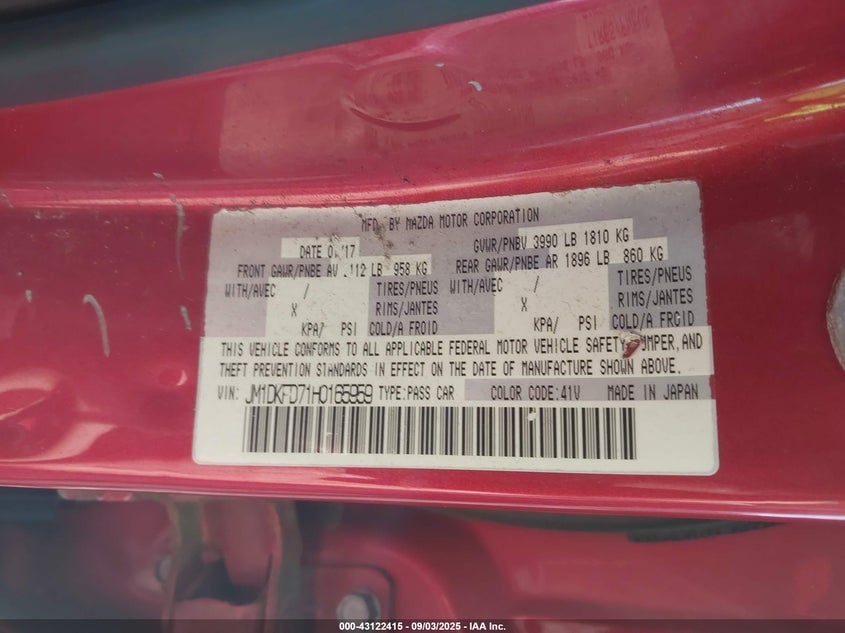 MFD. BY MAZDA MOTOR CORPORATION
DATE 0 /17 GVWR/PNBV 3990 LB 1810 KG
FRONT GAWR/PNBE AV 112 LB 958 KG REAR GAWR/PNBE AR 1896 LB 860 KG
WITH/AVEC / TIRES/PNEUS WITH/AVEC / TIRES/PNEUS
X RIMS/JANTES RIMS/JANTES
KPA/ PSI COLD/A FROID X KPA/ PSI COLD/A FROID
THIS VEHICLE CONFORMS TO ALL APPLICABLE FEDERAL MOTOR VEHICLE SAFETY, BUMPER, AND
THEFT PREVENTION STANDARDS IN EFFECT ON THE DATE OF MANUFACTURE SHOWN ABOVE.
VIN: JM1DKFD71H0165959 TYPE:PASS CAR COLOR CODE:41V MADE IN JAPAN
000-43122415 - 09/03/2025 - IAA Inc.